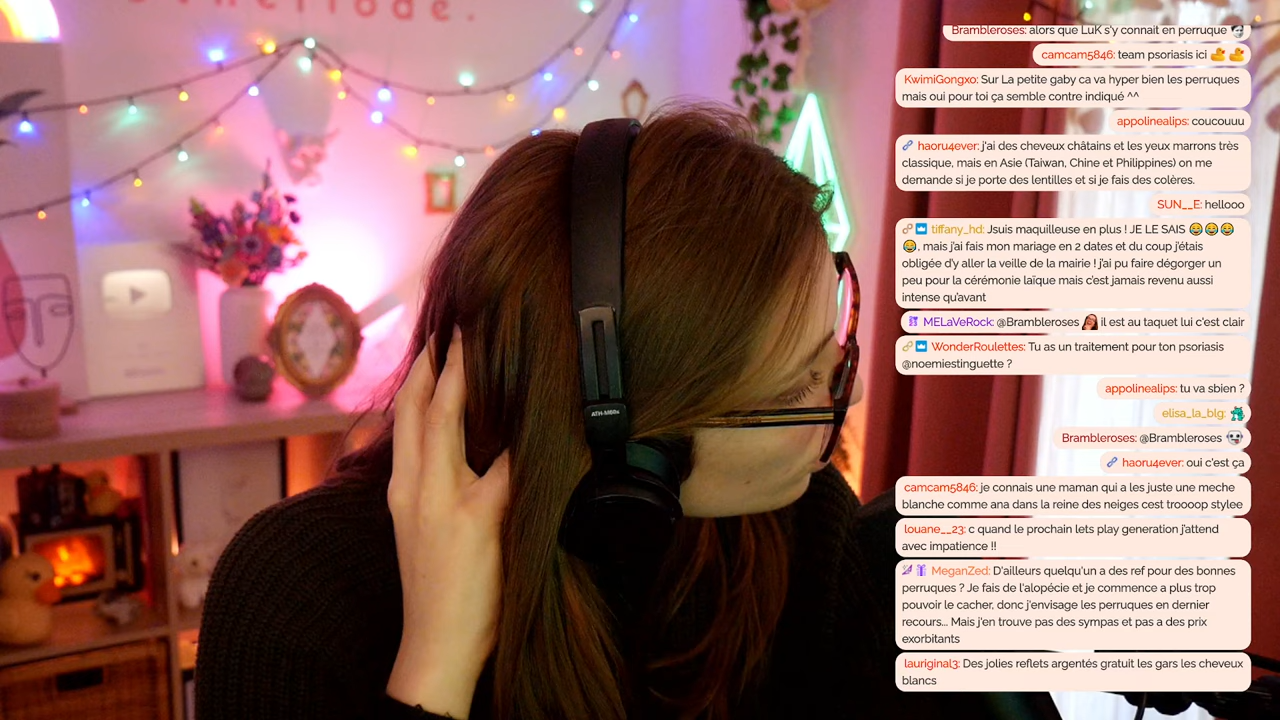 Brambleroses: alors que LuK s'y connait en perruque
camcam5846: team psoriasis ici
KwimiGongxo: Sur La petite gaby ca va hyper bien les perruques
mais oui pour toi ça semble contre indiqué ^^
appolinealips: coucouuu
haoru4ever: j'ai des cheveux châtains et les yeux marrons très
classique, mais en Asie (Taiwan, Chine et Philippines) on me
demande si je porte des lentilles et si je fais des colères.
SUN__E: hellooo
tiffany_hd: Jsuis maquilleuse en plus ! JE LE SAIS 😂😂😂
😂, mais j'ai fais mon mariage en 2 dates et du coup j'étais
obligée d'y aller la veille de la mairie ! j'ai pu faire dégorger un
peu pour la cérémonie laïque mais c'est jamais revenu aussi
intense qu'avant
MELaVeRock: @Brambleroses il est au taquet lui c'est clair
WonderRoulettes: Tu as un traitement pour ton psoriasis
@noemiestinguette ?
appolinealips: tu va sbien ?
elisa_la_blg:
Brambleroses: @Brambleroses
haoru4ever: oui c'est ça
camcam5846: je connais une maman qui a les juste une meche
blanche comme ana dans la reine des neiges cest troooop stylee
louane__23: c quand le prochain lets play generation j'attend
avec impatience !!
MeganZed: D'ailleurs quelqu'un a des ref pour des bonnes
perruques ? Je fais de l'alopécie et je commence a plus trop
pouvoir le cacher, donc j'envisage les perruques en dernier
recours... Mais j'en trouve pas des sympas et pas a des prix
exorbitants
lauriginal3: Des jolies reflets argentés gratuit les gars les cheveux
blancs
ATH-M60x